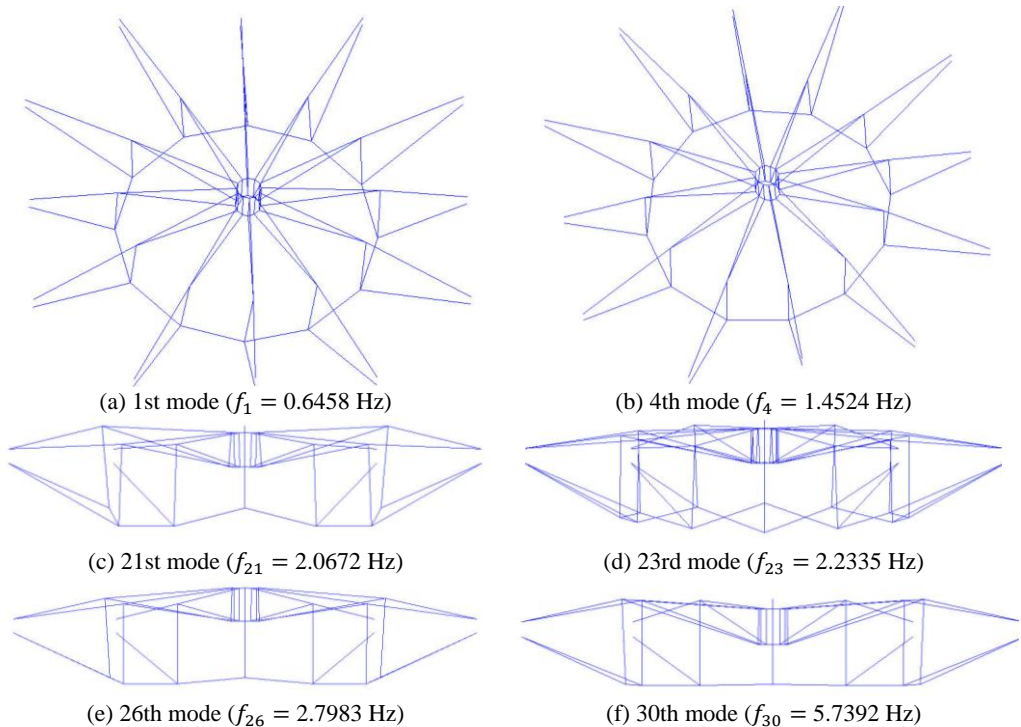 (a) 1st mode (f₁ = 0.6458 Hz)
(b) 4th mode (f₄ = 1.4524 Hz)
(c) 21st mode (f₂₁ = 2.0672 Hz)
(d) 23rd mode (f₂₃ = 2.2335 Hz)
(e) 26th mode (f₂₆ = 2.7983 Hz)
(f) 30th mode (f₃₀ = 5.7392 Hz)